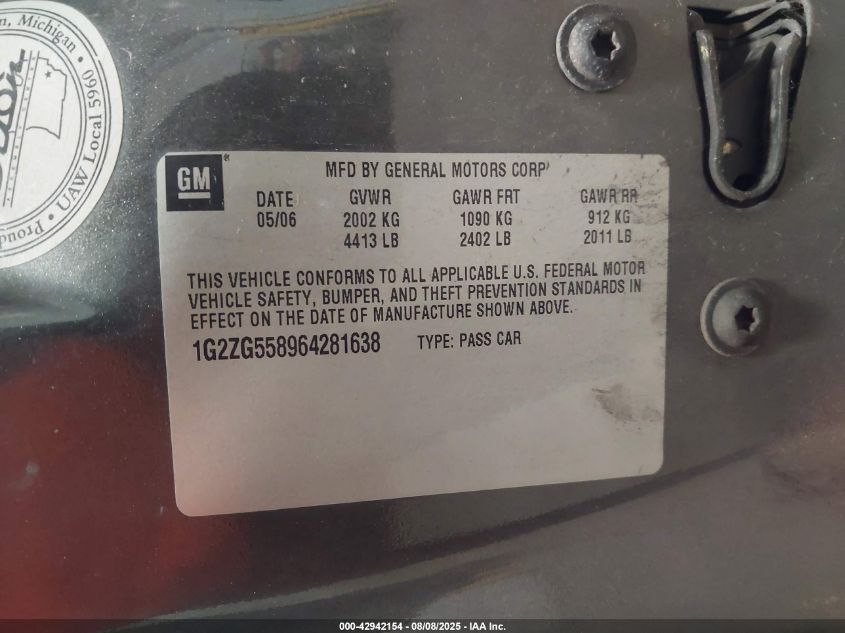 n, Michigan •
Proud
• UAW Local 5960
GM
MFD BY GENERAL MOTORS CORP
DATE GVWR GAWR FRT GAWR RR
05/06 2002 KG 1090 KG 912 KG
4413 LB 2402 LB 2011 LB
THIS VEHICLE CONFORMS TO ALL APPLICABLE U.S. FEDERAL MOTOR
VEHICLE SAFETY, BUMPER, AND THEFT PREVENTION STANDARDS IN
EFFECT ON THE DATE OF MANUFACTURE SHOWN ABOVE.
1G2ZG558964281638 TYPE: PASS CAR
000-42942154 - 08/08/2025 - IAA Inc.